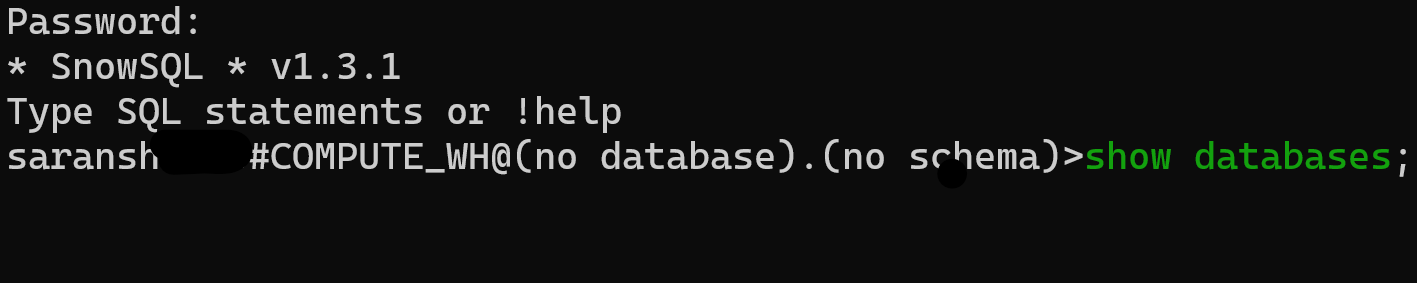 Password:
* SnowSQL * v1.3.1
Type SQL statements or !help
saransh #COMPUTE_WH@(no database).(no schema)>show databases;